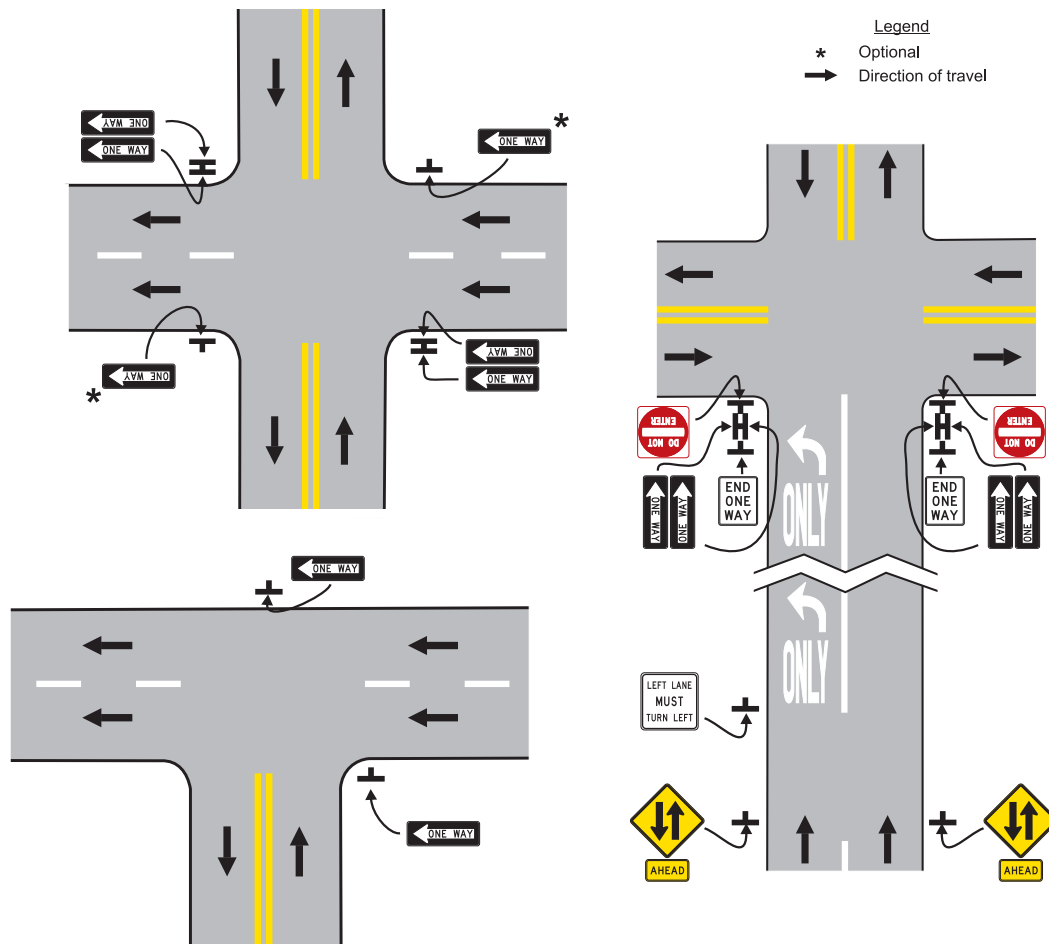 Legend
* Optional
Direction of travel
ONE WAY
ONE WAY
ONE WAY
*
ONE WAY
*
ONE WAY
ONE WAY
ONE WAY
ONE WAY
DO NOT
ENTER
DO NOT
ENTER
ONE WAY
ONE WAY
END
ONE
WAY
ONLY
END
ONE
WAY
ONE WAY
ONE WAY
ONLY
LEFT LANE
MUST
TURN LEFT
AHEAD
AHEAD